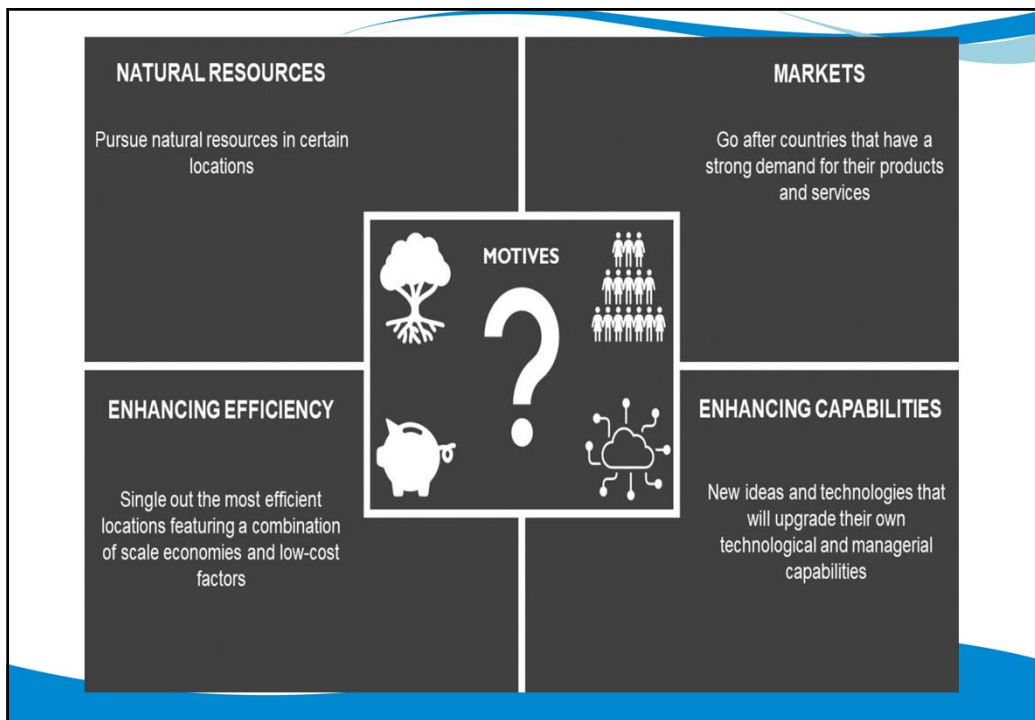 NATURAL RESOURCES
Pursue natural resources in certain
locations
MARKETS
Go after countries that have a
strong demand for their products
and services
MOTIVES
?
ENHANCING EFFICIENCY
Single out the most efficient
locations featuring a combination
of scale economies and low-cost
factors
ENHANCING CAPABILITIES
New ideas and technologies that
will upgrade their own
technological and managerial
capabilities